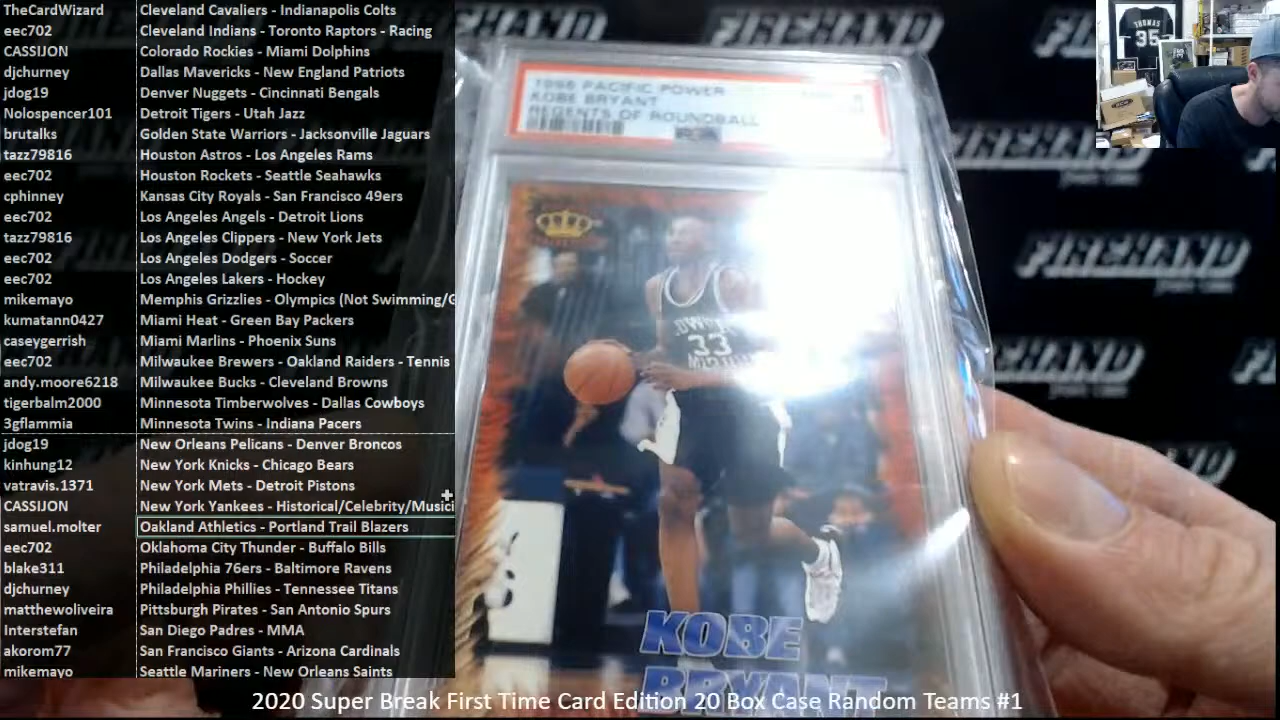 TheCardWizard Cleveland Cavaliers - Indianapolis Colts
eec702 Cleveland Indians - Toronto Raptors - Racing
CASSIJON Colorado Rockies - Miami Dolphins
djchurney Dallas Mavericks - New England Patriots
jdog19 Denver Nuggets - Cincinnati Bengals
Nolospencer101 Detroit Tigers - Utah Jazz
brutalks Golden State Warriors - Jacksonville Jaguars
tazz79816 Houston Astros - Los Angeles Rams
eec702 Houston Rockets - Seattle Seahawks
cphinney Kansas City Royals - San Francisco 49ers
eec702 Los Angeles Angels - Detroit Lions
tazz79816 Los Angeles Clippers - New York Jets
eec702 Los Angeles Dodgers - Soccer
eec702 Los Angeles Lakers - Hockey
mikemayo Memphis Grizzlies - Olympics (Not Swimming/G
kumatann0427 Miami Heat - Green Bay Packers
caseygerrish Miami Marlins - Phoenix Suns
eec702 Milwaukee Brewers - Oakland Raiders - Tennis
andy.moore6218 Milwaukee Bucks - Cleveland Browns
tigerbalm2000 Minnesota Timberwolves - Dallas Cowboys
3gflammia Minnesota Twins - Indiana Pacers
jdog19 New Orleans Pelicans - Denver Broncos
kinhung12 New York Knicks - Chicago Bears
vatravis.1371 New York Mets - Detroit Pistons
CASSIJON New York Yankees - Historical/Celebrity/Musici
samuel.molter Oakland Athletics - Portland Trail Blazers
eec702 Oklahoma City Thunder - Buffalo Bills
blake311 Philadelphia 76ers - Baltimore Ravens
djchurney Philadelphia Phillies - Tennessee Titans
matthewoliveira Pittsburgh Pirates - San Antonio Spurs
Interstefan San Diego Padres - MMA
akorom77 San Francisco Giants - Arizona Cardinals
mikemayo Seattle Mariners - New Orleans Saints
1996 PACIFIC POWER
KOBE BRYANT
REGENTS OF ROUNDBALL
33
KOBE
BRYANT
FIREHAND
FIREHAND
FIREHAND
THOMAS
35
2020 Super Break First Time Card Edition 20 Box Case Random Teams #1